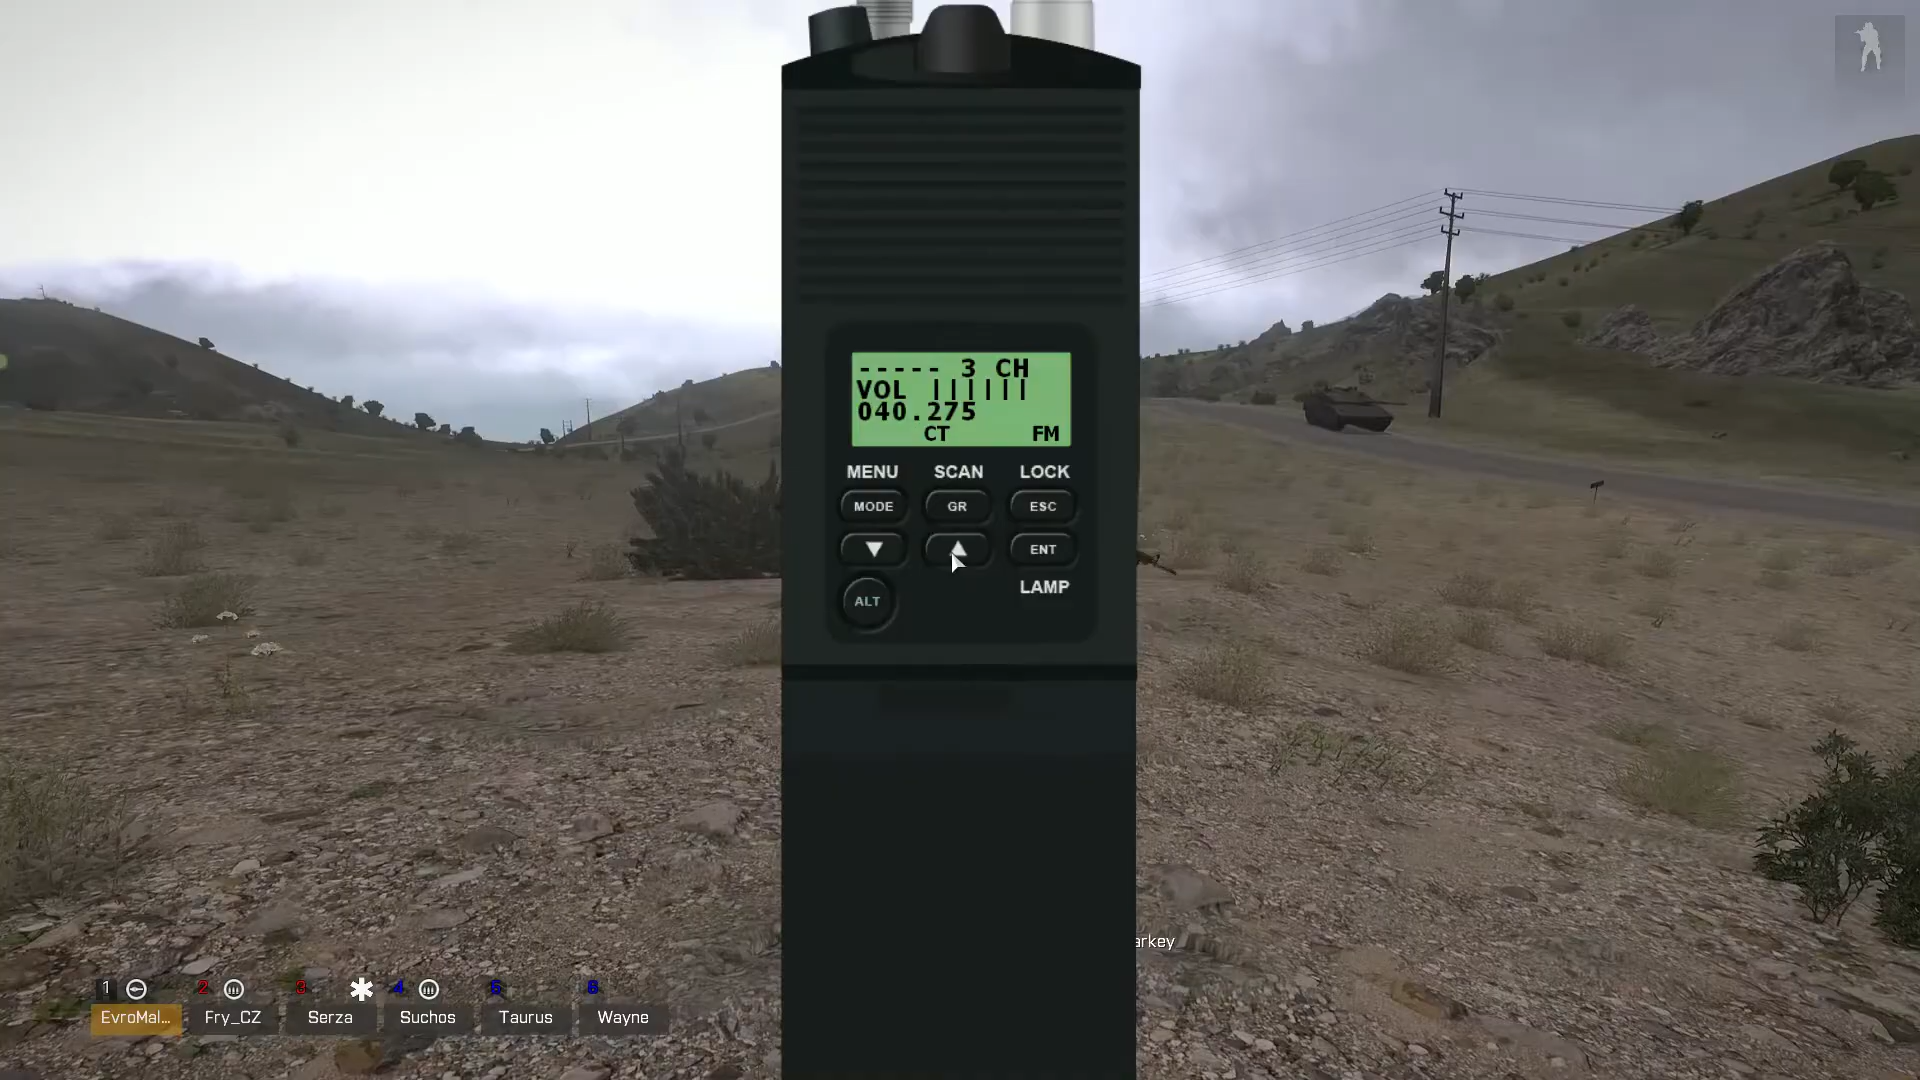 ----- 3 CH
VOL ||||||
040.275
CT FM
MENU SCAN LOCK
MODE GR ESC
▼ ▲ ENT
LAMP
ALT
arkey
1 2 3 4 5 6
EvroMal... Fry_CZ Serza Suchos Taurus Wayne